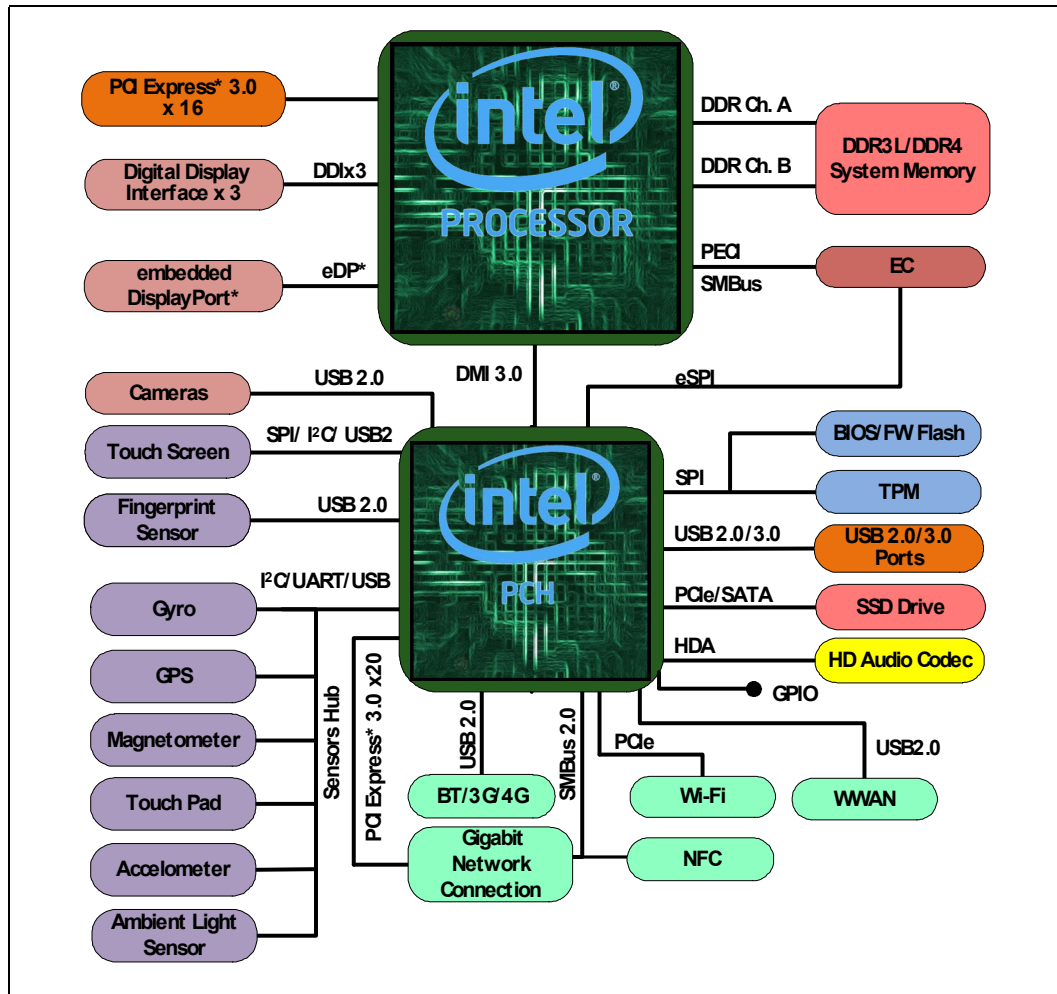 PCI Express* 3.0
x 16
Digital Display
Interface x 3
DDIx3
embedded
DisplayPort*
eDP*
intel®
PROCESSOR
DDR Ch. A
DDR Ch. B
DDR3L/DDR4
System Memory
PECI
SMBus
EC
DMI 3.0
eSPI
Cameras
USB 2.0
Touch Screen
SPI/ I²C/ USB2
Fingerprint
Sensor
USB 2.0
intel®
PCH
SPI
BIOS/FW Flash
TPM
USB 2.0/3.0
USB 2.0/3.0
Ports
PCIe/SATA
SSD Drive
HDA
HD Audio Codec
GPIO
I²C/UART/USB
Gyro
GPS
Magnetometer
Touch Pad
Accelometer
Ambient Light
Sensor
Sensors Hub
PCI Express* 3.0 x20
USB 2.0
SMBus 2.0
PCIe
USB2.0
BT/3G/4G
Wi-Fi
WWAN
Gigabit
Network
Connection
NFC